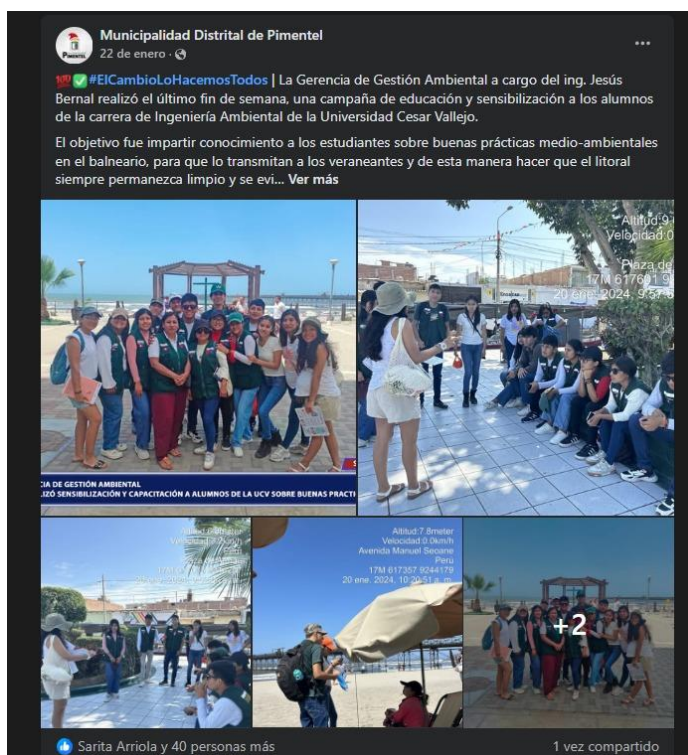 Municipalidad Distrital de Pimentel
22 de enero ·
💯✅#ElCambioLoHacemosTodos | La Gerencia de Gestión Ambiental a cargo del ing. Jesús
Bernal realizó el último fin de semana, una campaña de educación y sensibilización a los alumnos
de la carrera de Ingeniería Ambiental de la Universidad Cesar Vallejo.
El objetivo fue impartir conocimiento a los estudiantes sobre buenas prácticas medio-ambientales
en el balneario, para que lo transmitan a los veraneantes y de esta manera hacer que el litoral
siempre permanezca limpio y se evi... Ver más
PIMENTEL
Altitud:9.
Velocidad:0
Plaza de
17M 617691 9
20 ene. 2024, 9:57:
CIA DE GESTIÓN AMBIENTAL
LIZÓ SENSIBILIZACIÓN Y CAPACITACIÓN A ALUMNOS DE LA UCV SOBRE BUENAS PRACTI
Perú
17M
20 ene. 2024,
Altitud:7.8meter
Velocidad:0.0km/h
Avenida Manuel Seoane
Perú
17M 617357 9244179
20 ene. 2024, 10:20:51 a. m.
+2
Sarita Arriola y 40 personas más
1 vez compartido